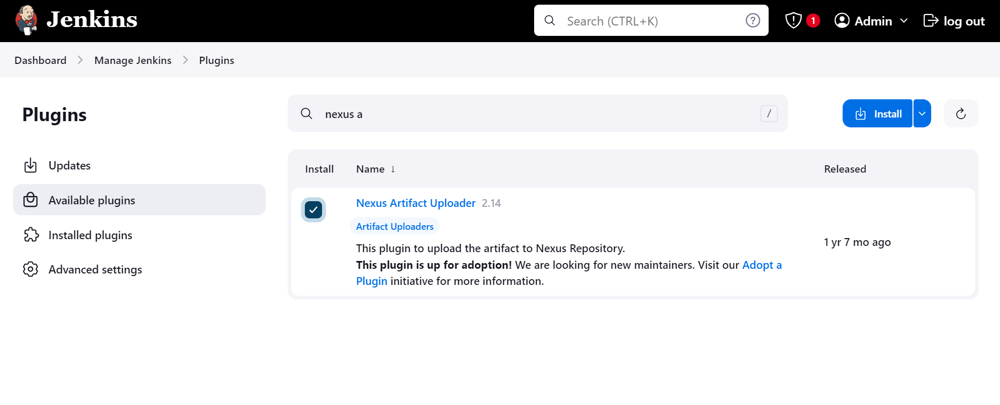 Jenkins
Search (CTRL+K)
?
1
Admin
log out
Dashboard
Manage Jenkins
Plugins
Plugins
Updates
Available plugins
Installed plugins
Advanced settings
nexus a
/
Install
Install
Name ↓
Released
Nexus Artifact Uploader 2.14
Artifact Uploaders
This plugin to upload the artifact to Nexus Repository.
This plugin is up for adoption! We are looking for new maintainers. Visit our Adopt a
Plugin initiative for more information.
1 yr 7 mo ago